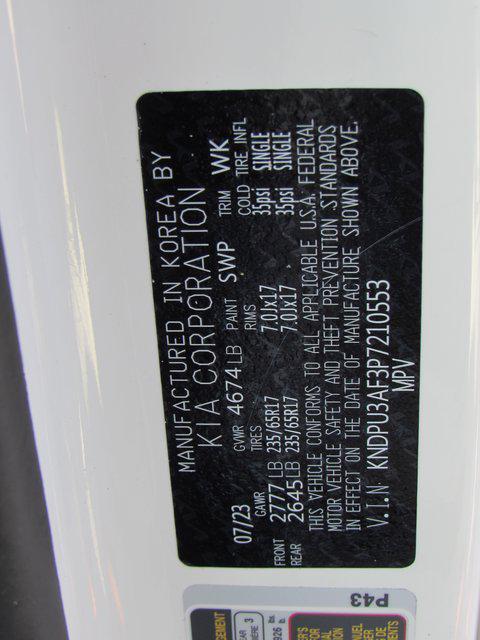 MANUFACTURED IN KOREA BY
KIA CORPORATION
07/23 GVWR 4674LB PAINT SWP TRIM WK
GAWR TIRES RIMS COLD TIRE INFL
FRONT 2777LB 235/65R17 7.0JX17 35psi SINGLE
REAR 2645LB 235/65R17 7.0JX17 35psi SINGLE
THIS VEHICLE CONFORMS TO ALL APPLICABLE U.S.A. FEDERAL
MOTOR VEHICLE SAFETY AND THEFT PREVENTION STANDARDS
IN EFFECT ON THE DATE OF MANUFACTURE SHOWN ABOVE.
V.I.N KNDPU3AF3P7210553
MPV
P43